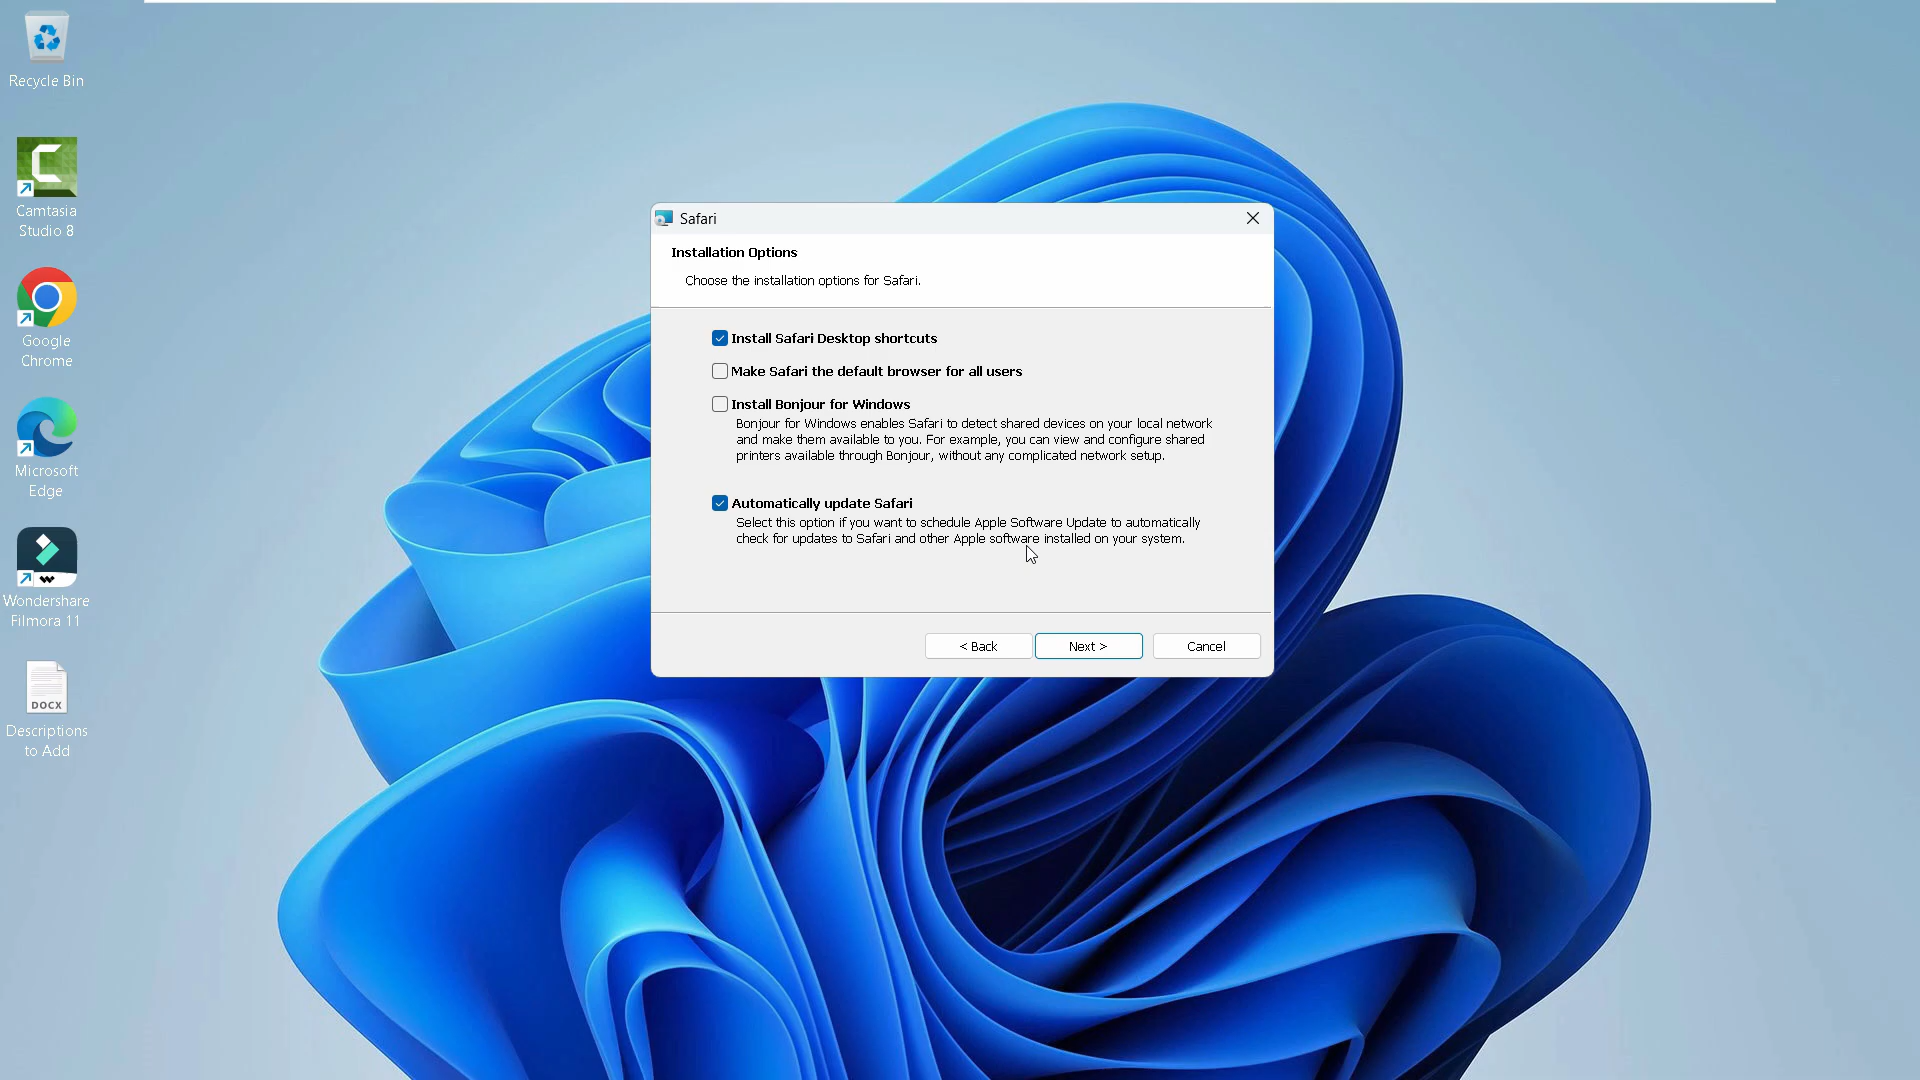 Recycle Bin
Camtasia
Studio 8
Google
Chrome
Microsoft
Edge
Wondershare
Filmora 11
DOCX
Descriptions
to Add
Safari
Installation Options
Choose the installation options for Safari.
Install Safari Desktop shortcuts
Make Safari the default browser for all users
Install Bonjour for Windows
Bonjour for Windows enables Safari to detect shared devices on your local network
and make them available to you. For example, you can view and configure shared
printers available through Bonjour, without any complicated network setup.
Automatically update Safari
Select this option if you want to schedule Apple Software Update to automatically
check for updates to Safari and other Apple software installed on your system.
< Back
Next >
Cancel